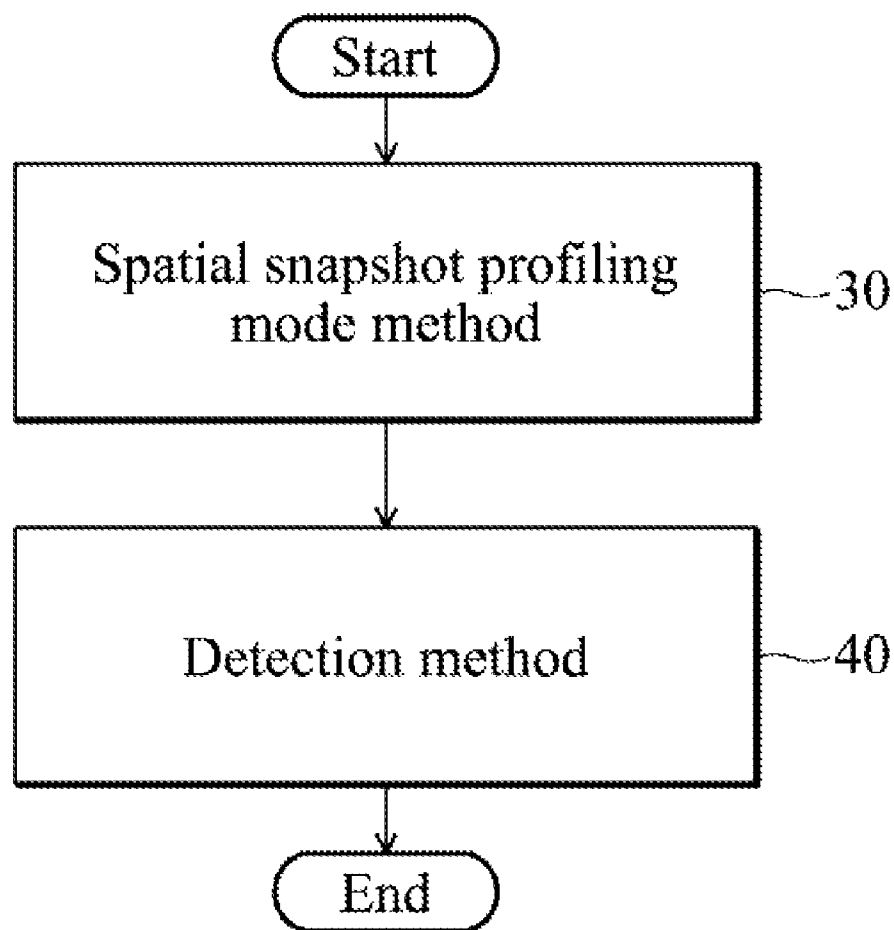 Start
Spatial snapshot profiling
mode method
30
Detection method
40
End